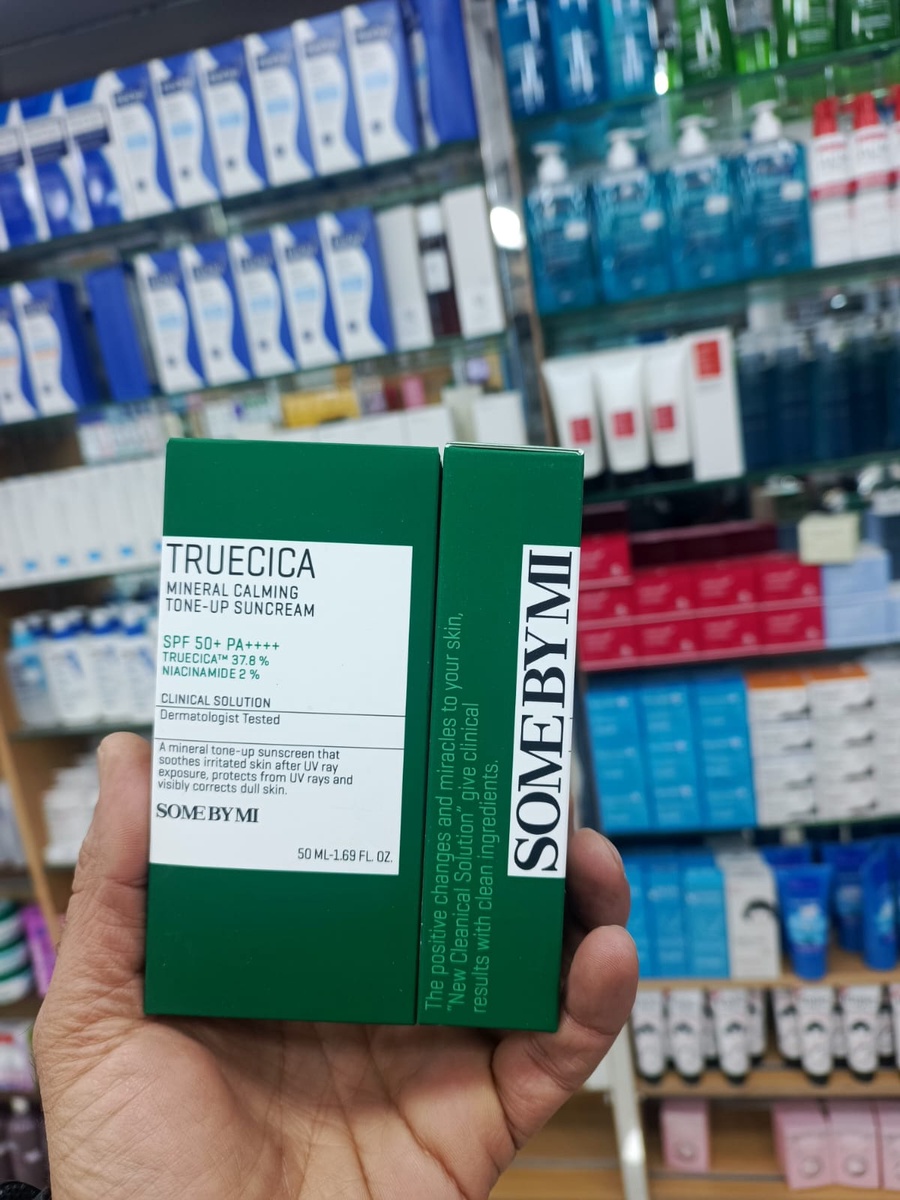 TRUECICA
MINERAL CALMING
TONE-UP SUNCREAM
SPF 50+ PA++++
TRUECICA™ 37.8 %
NIACINAMIDE 2 %
CLINICAL SOLUTION
Dermatologist Tested
A mineral tone-up sunscreen that
soothes irritated skin after UV ray
exposure, protects from UV rays and
visibly corrects dull skin.
SOME BY MI
50 ML-1.69 FL. OZ.
The positive changes and miracles to your skin,
"New Cleanical Solution" give clinical
results with clean ingredients.
SOME BY MI